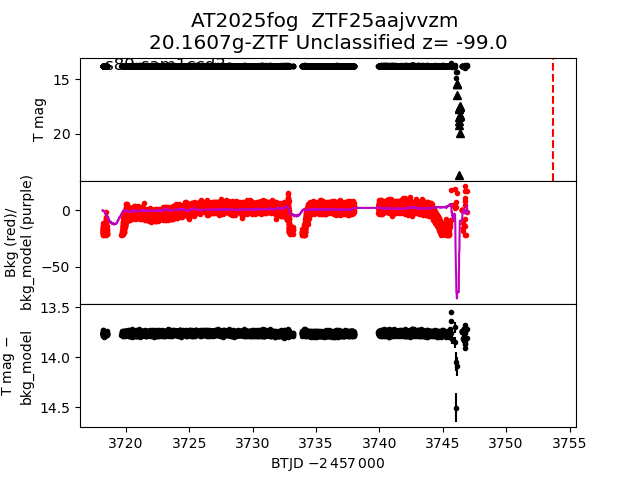 AT2025fog  ZTF25aajvvzm
20.1607g-ZTF Unclassified z= -99.0
15
20
T mag
0
−50
Bkg (red)/
bkg_model (purple)
13.5
14.0
14.5
T mag −
bkg_model
3720 3725 3730 3735 3740 3745 3750 3755
BTJD −2 457 000